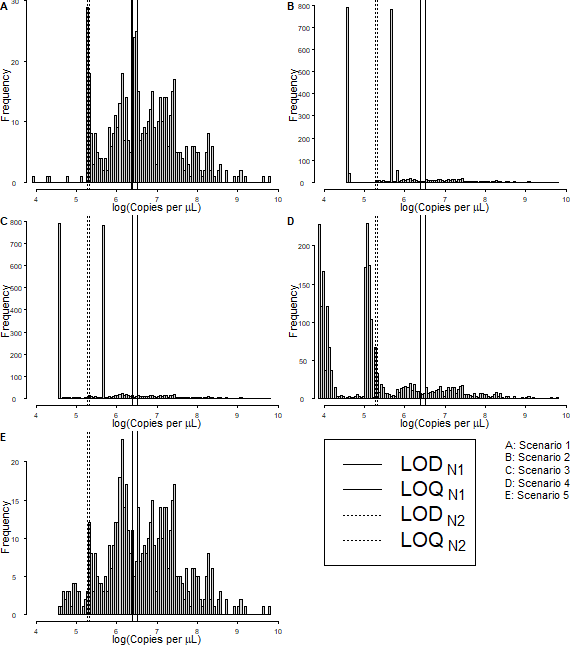 A
B
30
20
10
0
Frequency
4 5 6 7 8 9 10
log(Copies per µL)
800
700
600
500
400
300
200
100
0
Frequency
4 5 6 7 8 9 10
log(Copies per µL)
C
D
800
700
600
500
400
300
200
100
0
Frequency
4 5 6 7 8 9 10
log(Copies per µL)
200
150
100
50
0
Frequency
4 5 6 7 8 9 10
log(Copies per µL)
E
20
15
10
5
0
Frequency
4 5 6 7 8 9 10
log(Copies per µL)
LOD N1
LOQ N1
LOD N2
LOQ N2
A: Scenario 1
B: Scenario 2
C: Scenario 3
D: Scenario 4
E: Scenario 5